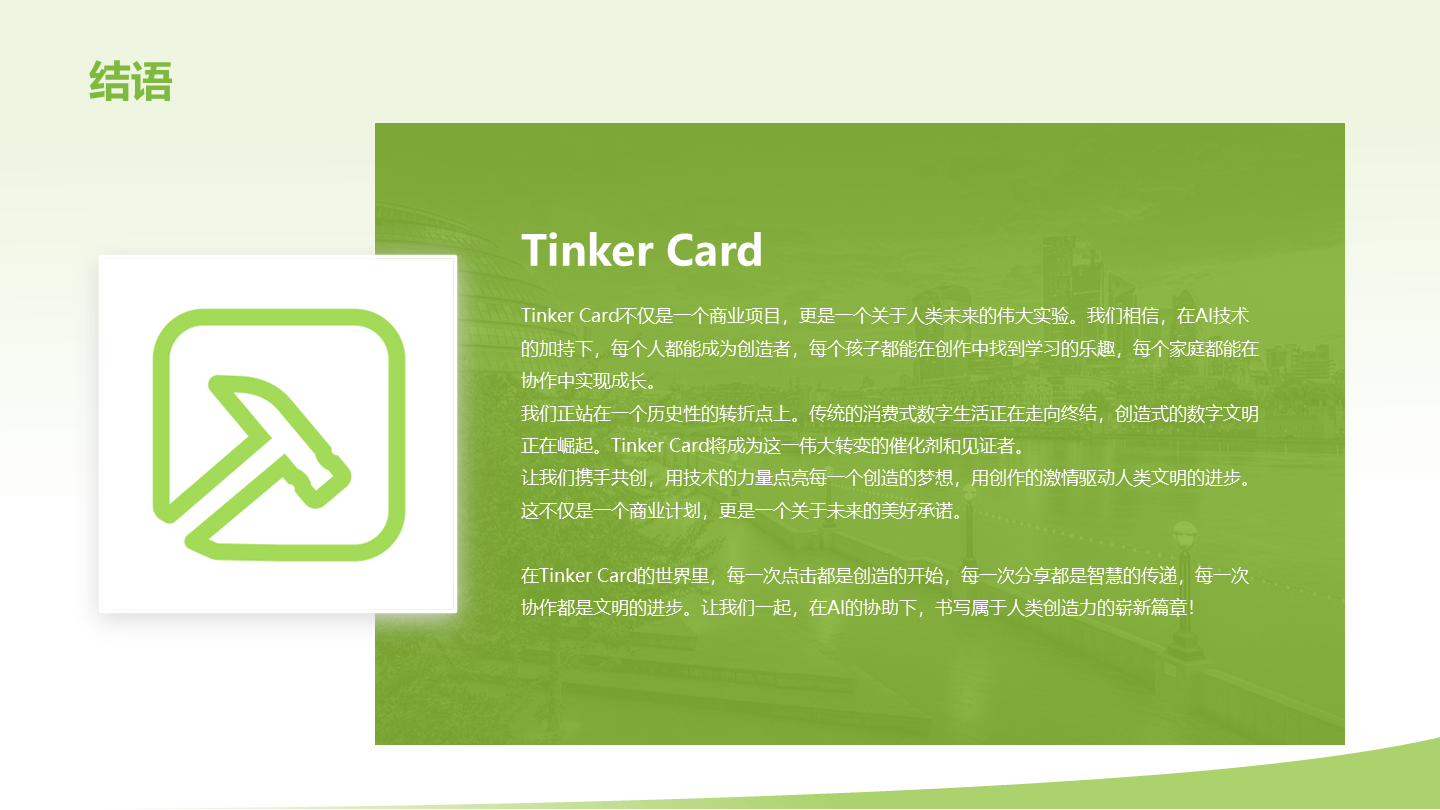 结语
Tinker Card
Tinker Card不仅是一个商业项目，更是一个关于人类未来的伟大实验。我们相信，在AI技术
的加持下，每个人都能成为创造者，每个孩子都能在创作中找到学习的乐趣，每个家庭都能在
协作中实现成长。
我们正站在一个历史性的转折点上。传统的消费式数字生活正在走向终结，创造式的数字文明
正在崛起。Tinker Card将成为这一伟大转变的催化剂和见证者。
让我们携手共创，用技术的力量点亮每一个创造的梦想，用创作的激情驱动人类文明的进步。
这不仅是一个商业计划，更是一个关于未来的美好承诺。
在Tinker Card的世界里，每一次点击都是创造的开始，每一次分享都是智慧的传递，每一次
协作都是文明的进步。让我们一起，在AI的协助下，书写属于人类创造力的崭新篇章！